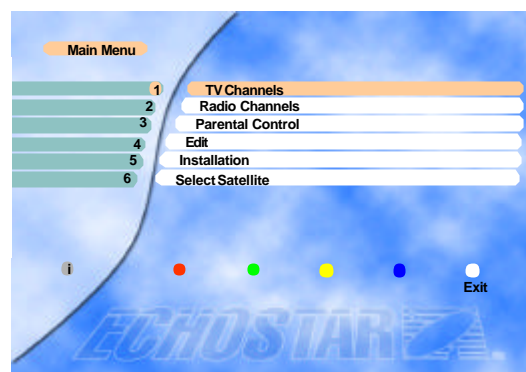 Main Menu
1 TV Channels
2 Radio Channels
3 Parental Control
4 Edit
5 Installation
6 Select Satellite
i
Exit
ECHOSTAR